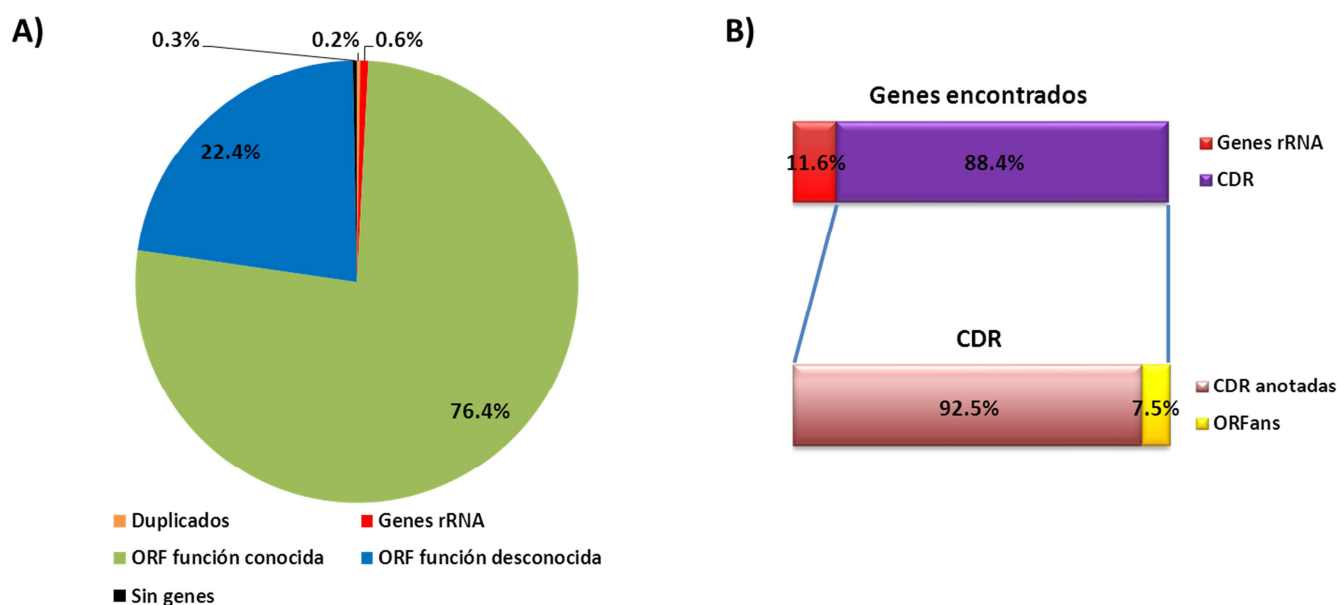 A)
0.3%
0.2%
0.6%
22.4%
76.4%
Duplicados
Genes rRNA
ORF función conocida
ORF función desconocida
Sin genes
B)
Genes encontrados
11.6%
88.4%
Genes rRNA
CDR
CDR
92.5%
7.5%
CDR anotadas
ORFans